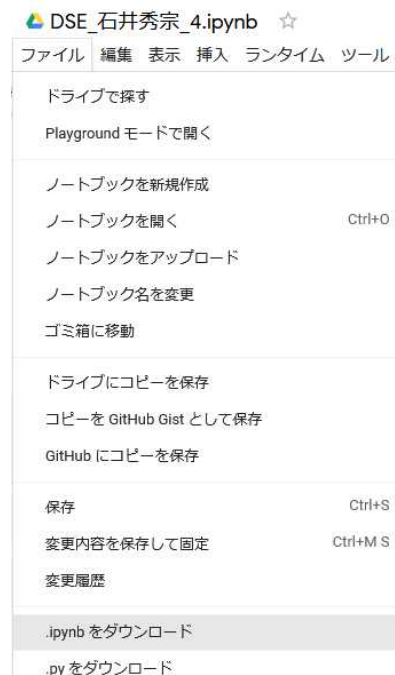 DSE_石井秀宗_4.ipynb
ファイル 編集 表示 挿入 ランタイム ツール
ドライブで探す
Playground モードで開く
ノートブックを新規作成
ノートブックを開く Ctrl+O
ノートブックをアップロード
ノートブック名を変更
ゴミ箱に移動
ドライブにコピーを保存
コピーを GitHub Gist として保存
GitHub にコピーを保存
保存 Ctrl+S
変更内容を保存して固定 Ctrl+M S
変更履歴
.ipynb をダウンロード
.py をダウンロード